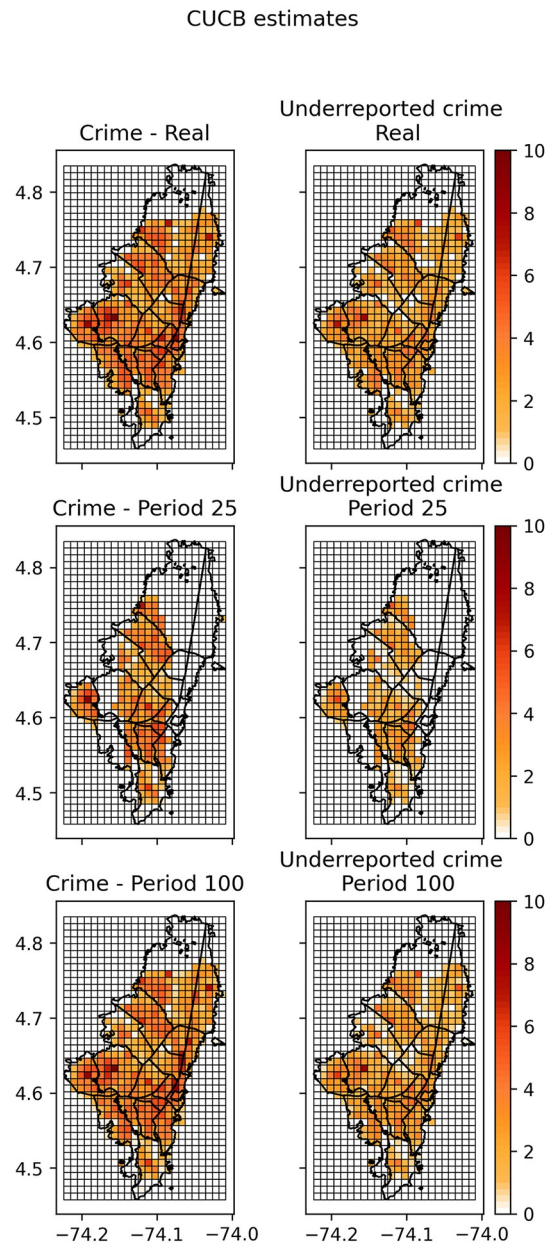 CUCB estimates
Crime - Real
Underreported crime
Real
4.8
4.7
4.6
4.5
10
8
6
4
2
0
Crime - Period 25
Underreported crime
Period 25
4.8
4.7
4.6
4.5
10
8
6
4
2
0
Crime - Period 100
Underreported crime
Period 100
4.8
4.7
4.6
4.5
10
8
6
4
2
0
−74.2 −74.1 −74.0
−74.2 −74.1 −74.0